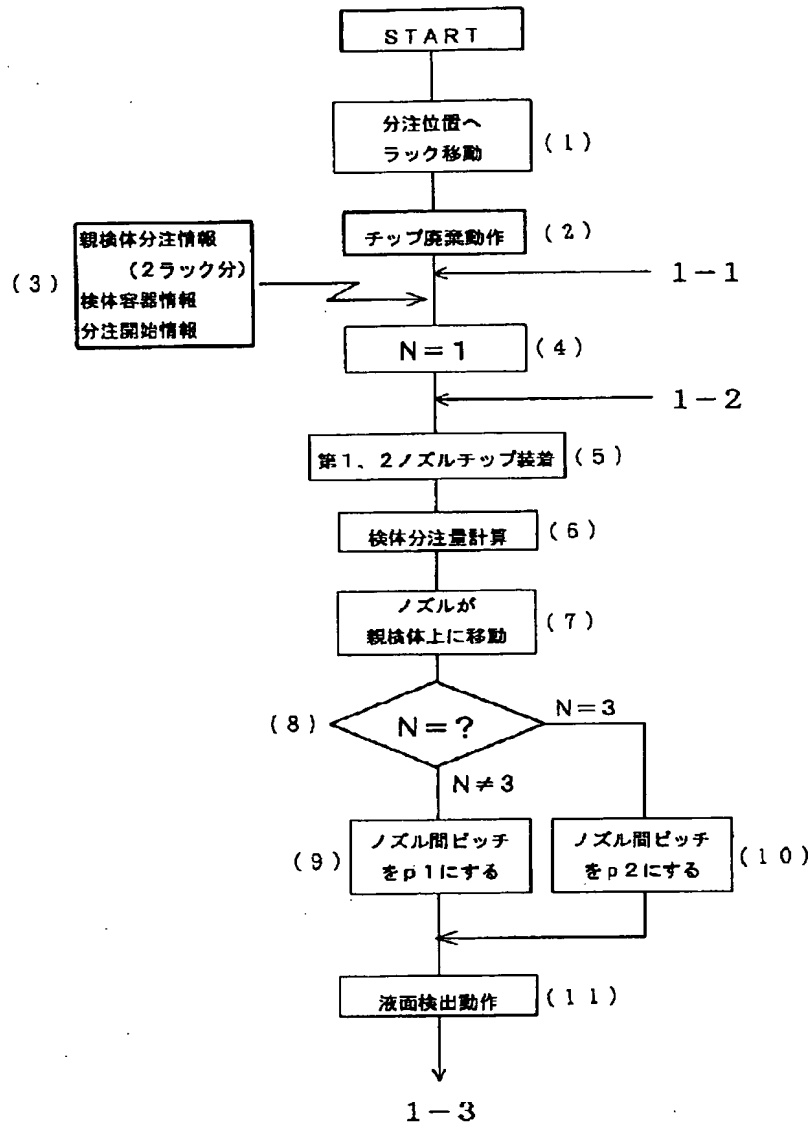 START
分注位置へ
ラック移動
(1)
チップ廃棄動作
(2)
親検体分注情報
(2ラック分)
検体容器情報
分注開始情報
(3)
1-1
N=1
(4)
1-2
第1、2ノズルチップ装着
(5)
検体分注量計算
(6)
ノズルが
親検体上に移動
(7)
(8)
N=?
N=3
N≠3
(9)
ノズル間ピッチ
をp1にする
ノズル間ピッチ
をp2にする
(10)
液面検出動作
(11)
1-3